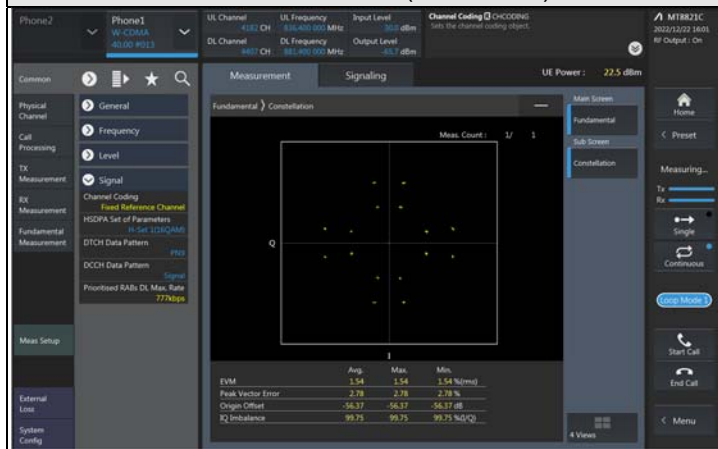 Phone2
Phone1
W-CDMA
40.00 #013
UL Channel
4182 CH
UL Frequency
836.400 000 MHz
Input Level
30.0 dBm
DL Channel
4407 CH
DL Frequency
881.400 000 MHz
Output Level
-65.7 dBm
Channel Coding CHCODING
Sets the channel coding object.
MT8821C
2022/12/22 16:01
RF Output : On
Common
Physical
Channel
Call
Processing
TX
Measurement
RX
Measurement
Fundamental
Measurement
Meas Setup
External
Loss
System
Config
General
Frequency
Level
Signal
Channel Coding
Fixed Reference Channel
HSDPA Set of Parameters
H-Set 1(16QAM)
DTCH Data Pattern
PN9
DCCH Data Pattern
Signal
Prioritised RABs DL Max. Rate
777kbps
Measurement
Signaling
UE Power : 22.5 dBm
Fundamental ⟩ Constellation
Meas. Count : 1/ 1
Q
I
Avg. Max. Min.
EVM 1.54 1.54 1.54 %(rms)
Peak Vector Error 2.78 2.78 2.78 %
Origin Offset -56.37 -56.37 -56.37 dB
IQ Imbalance 99.75 99.75 99.75 %(I/Q)
Main Screen
Fundamental
Sub Screen
Constellation
4 Views
Home
< Preset
Measuring...
Tx
Rx
Single
Continuous
Loop Mode 1
Start Call
End Call
< Menu